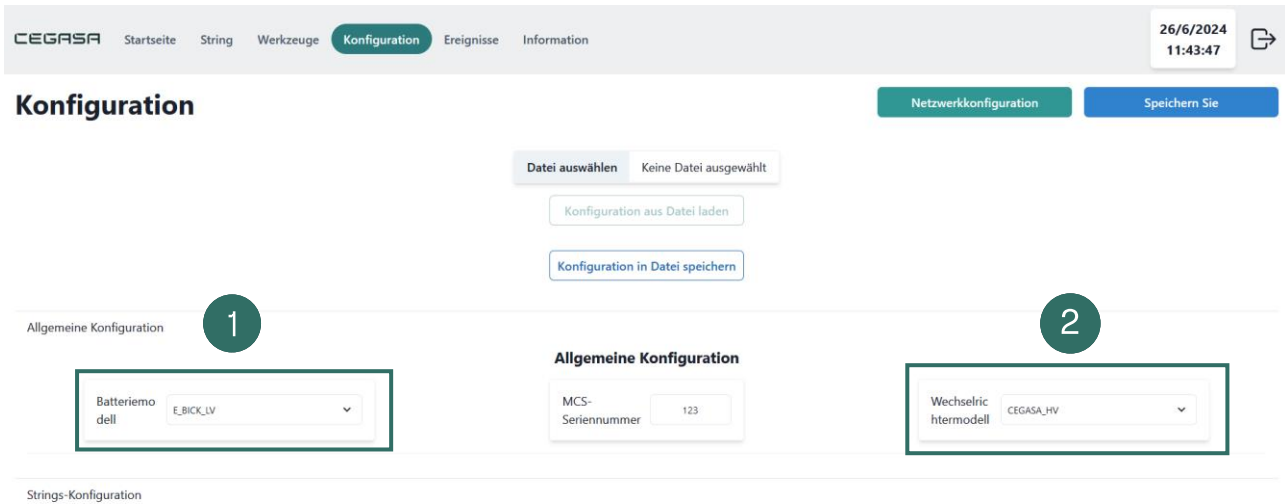 CEGASA Startseite String Werkzeuge Konfiguration Ereignisse Information 26/6/2024
11:43:47
Konfiguration Netzwerkkonfiguration Speichern Sie
Datei auswählen Keine Datei ausgewählt
Konfiguration aus Datei laden
Konfiguration in Datei speichern
Allgemeine Konfiguration 1 2
Allgemeine Konfiguration
Batteriemo
dell
E_BICK_LV
MCS-
Seriennummer
123
Wechselric
htermodell
CEGASA_HV
Strings-Konfiguration